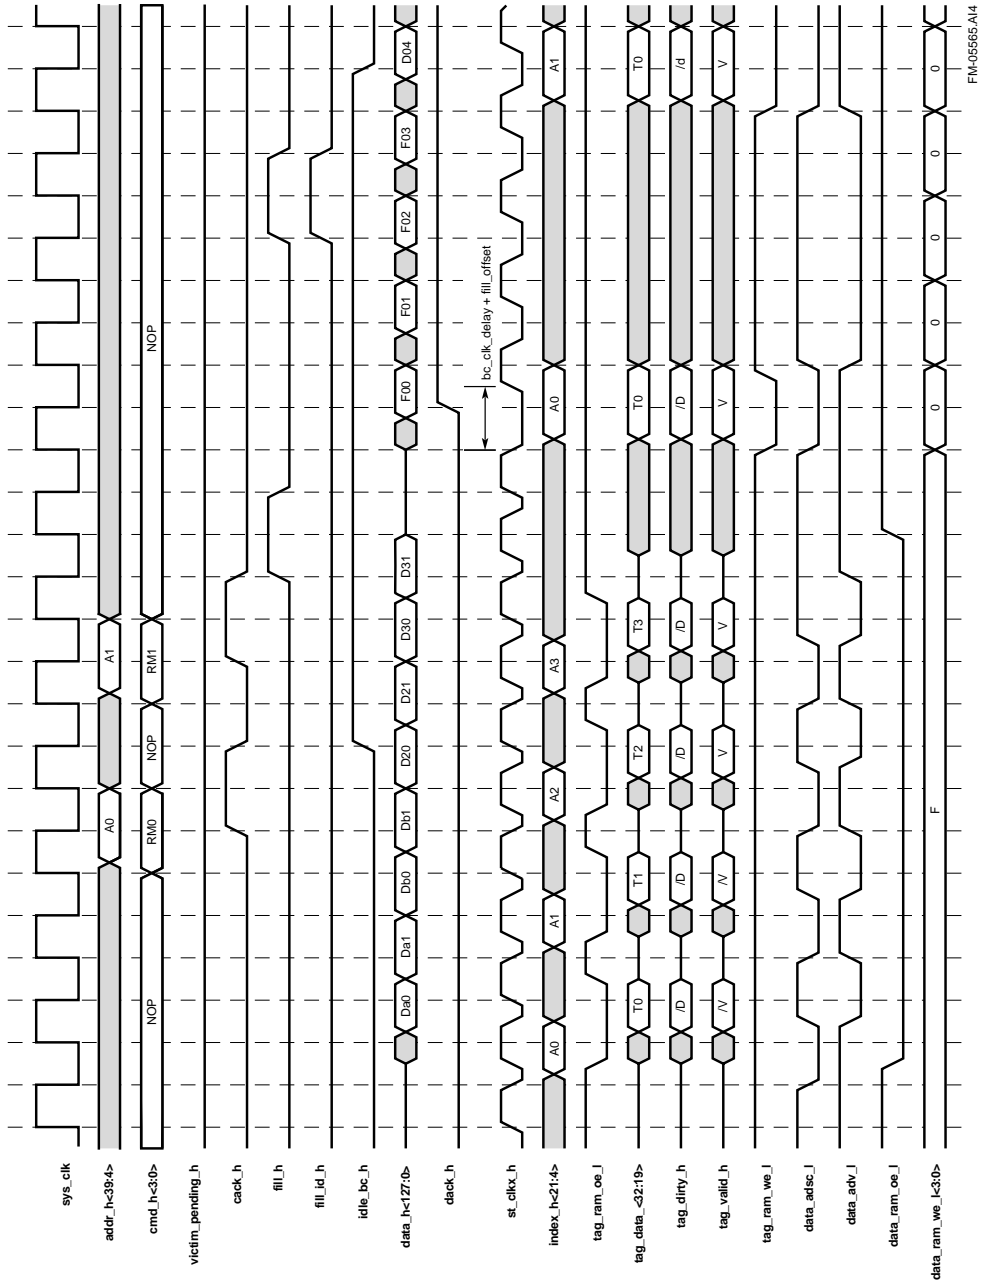 sys_clk
addr_h<39:4> A0 A1
cmd_h<3:0> NOP RM0 NOP RM1 NOP
victim_pending_h
cack_h
fill_h
fill_id_h
idle_bc_h
data_h<127:0> Da0 Da1 Db0 Db1 D20 D21 D30 D31 F00 F01 F02 F03 D04
dack_h
bc_clk_delay + fill_offset
st_clkx_h
index_h<21:4> A0 A1 A2 A3 A0 A1
tag_ram_oe_l
tag_data_<32:19> T0 T1 T2 T3 T0 T0
tag_dirty_h /D /D /D /D /D /d
tag_valid_h /V /V V V V V
tag_ram_we_l
data_adsc_l
data_adv_l
data_ram_oe_l
data_ram_we_l<3:0> F 0 0 0 0 0
FM-05565.AI4